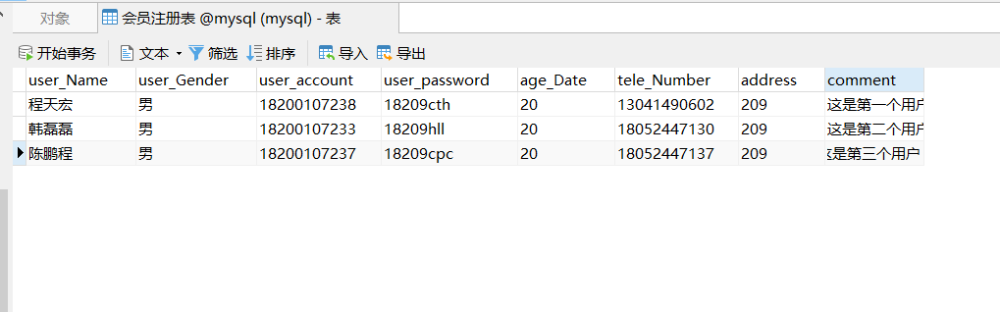 对象 会员注册表 @mysql (mysql) - 表
开始事务 文本 筛选 排序 导入 导出
user_Name user_Gender user_account user_password age_Date tele_Number address comment
程天宏 男 18200107238 18209cth 20 13041490602 209 这是第一个用户
韩磊磊 男 18200107233 18209hll 20 18052447130 209 这是第二个用户
陈鹏程 男 18200107237 18209cpc 20 18052447137 209 这是第三个用户